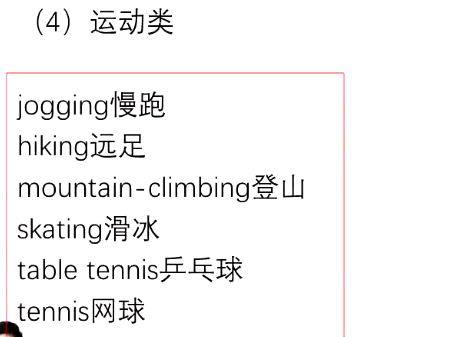 （4）运动类
jogging慢跑
hiking远足
mountain-climbing登山
skating滑冰
table tennis乒乓球
tennis网球